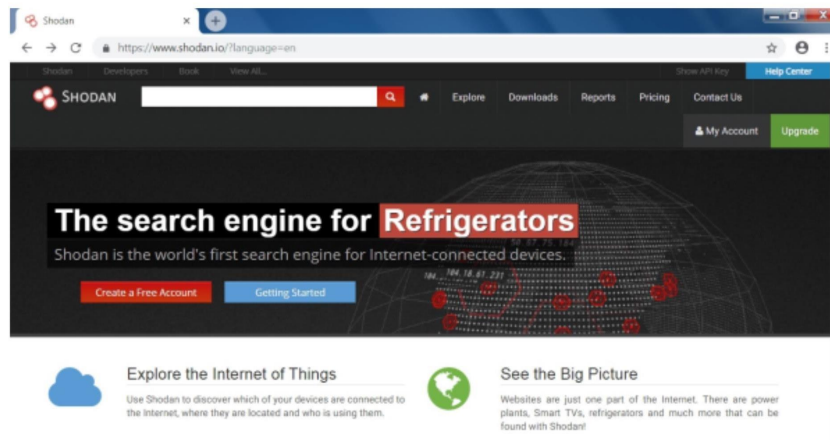 Shodan
https://www.shodan.io/?language=en
Shodan Developers Book View All... Show API Key Help Center
SHODAN Explore Downloads Reports Pricing Contact Us
My Account Upgrade
The search engine for Refrigerators
Shodan is the world's first search engine for Internet-connected devices.
Create a Free Account Getting Started
Explore the Internet of Things
Use Shodan to discover which of your devices are connected to
the Internet, where they are located and who is using them.
See the Big Picture
Websites are just one part of the Internet. There are power
plants, Smart TVs, refrigerators and much more that can be
found with Shodan!